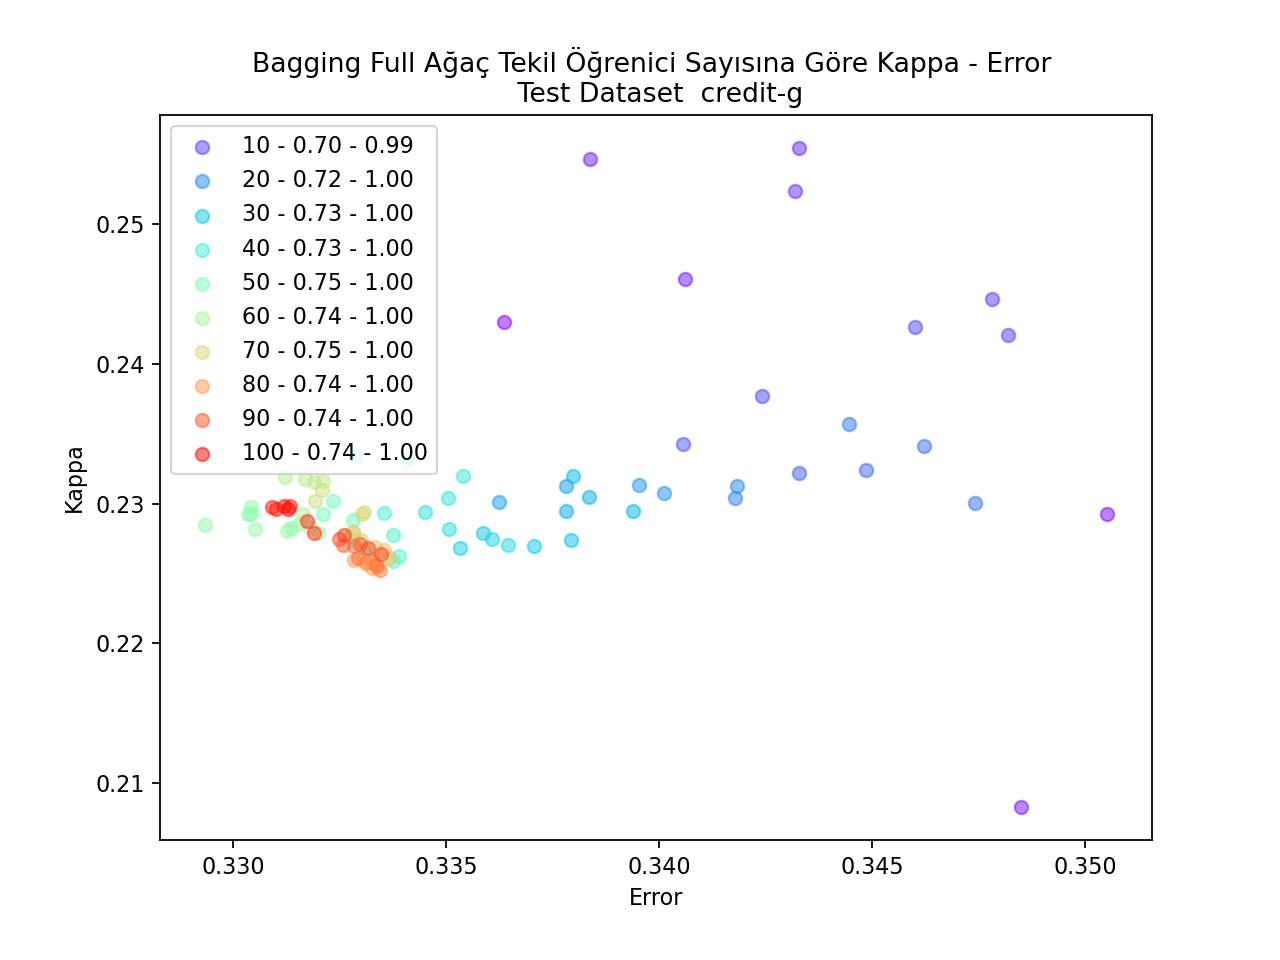 Bagging Full Ağaç Tekil Öğrenici Sayısına Göre Kappa - Error
Test Dataset  credit-g
10 - 0.70 - 0.99
20 - 0.72 - 1.00
30 - 0.73 - 1.00
40 - 0.73 - 1.00
50 - 0.75 - 1.00
60 - 0.74 - 1.00
70 - 0.75 - 1.00
80 - 0.74 - 1.00
90 - 0.74 - 1.00
100 - 0.74 - 1.00
Kappa
0.25
0.24
0.23
0.22
0.21
0.330 0.335 0.340 0.345 0.350
Error